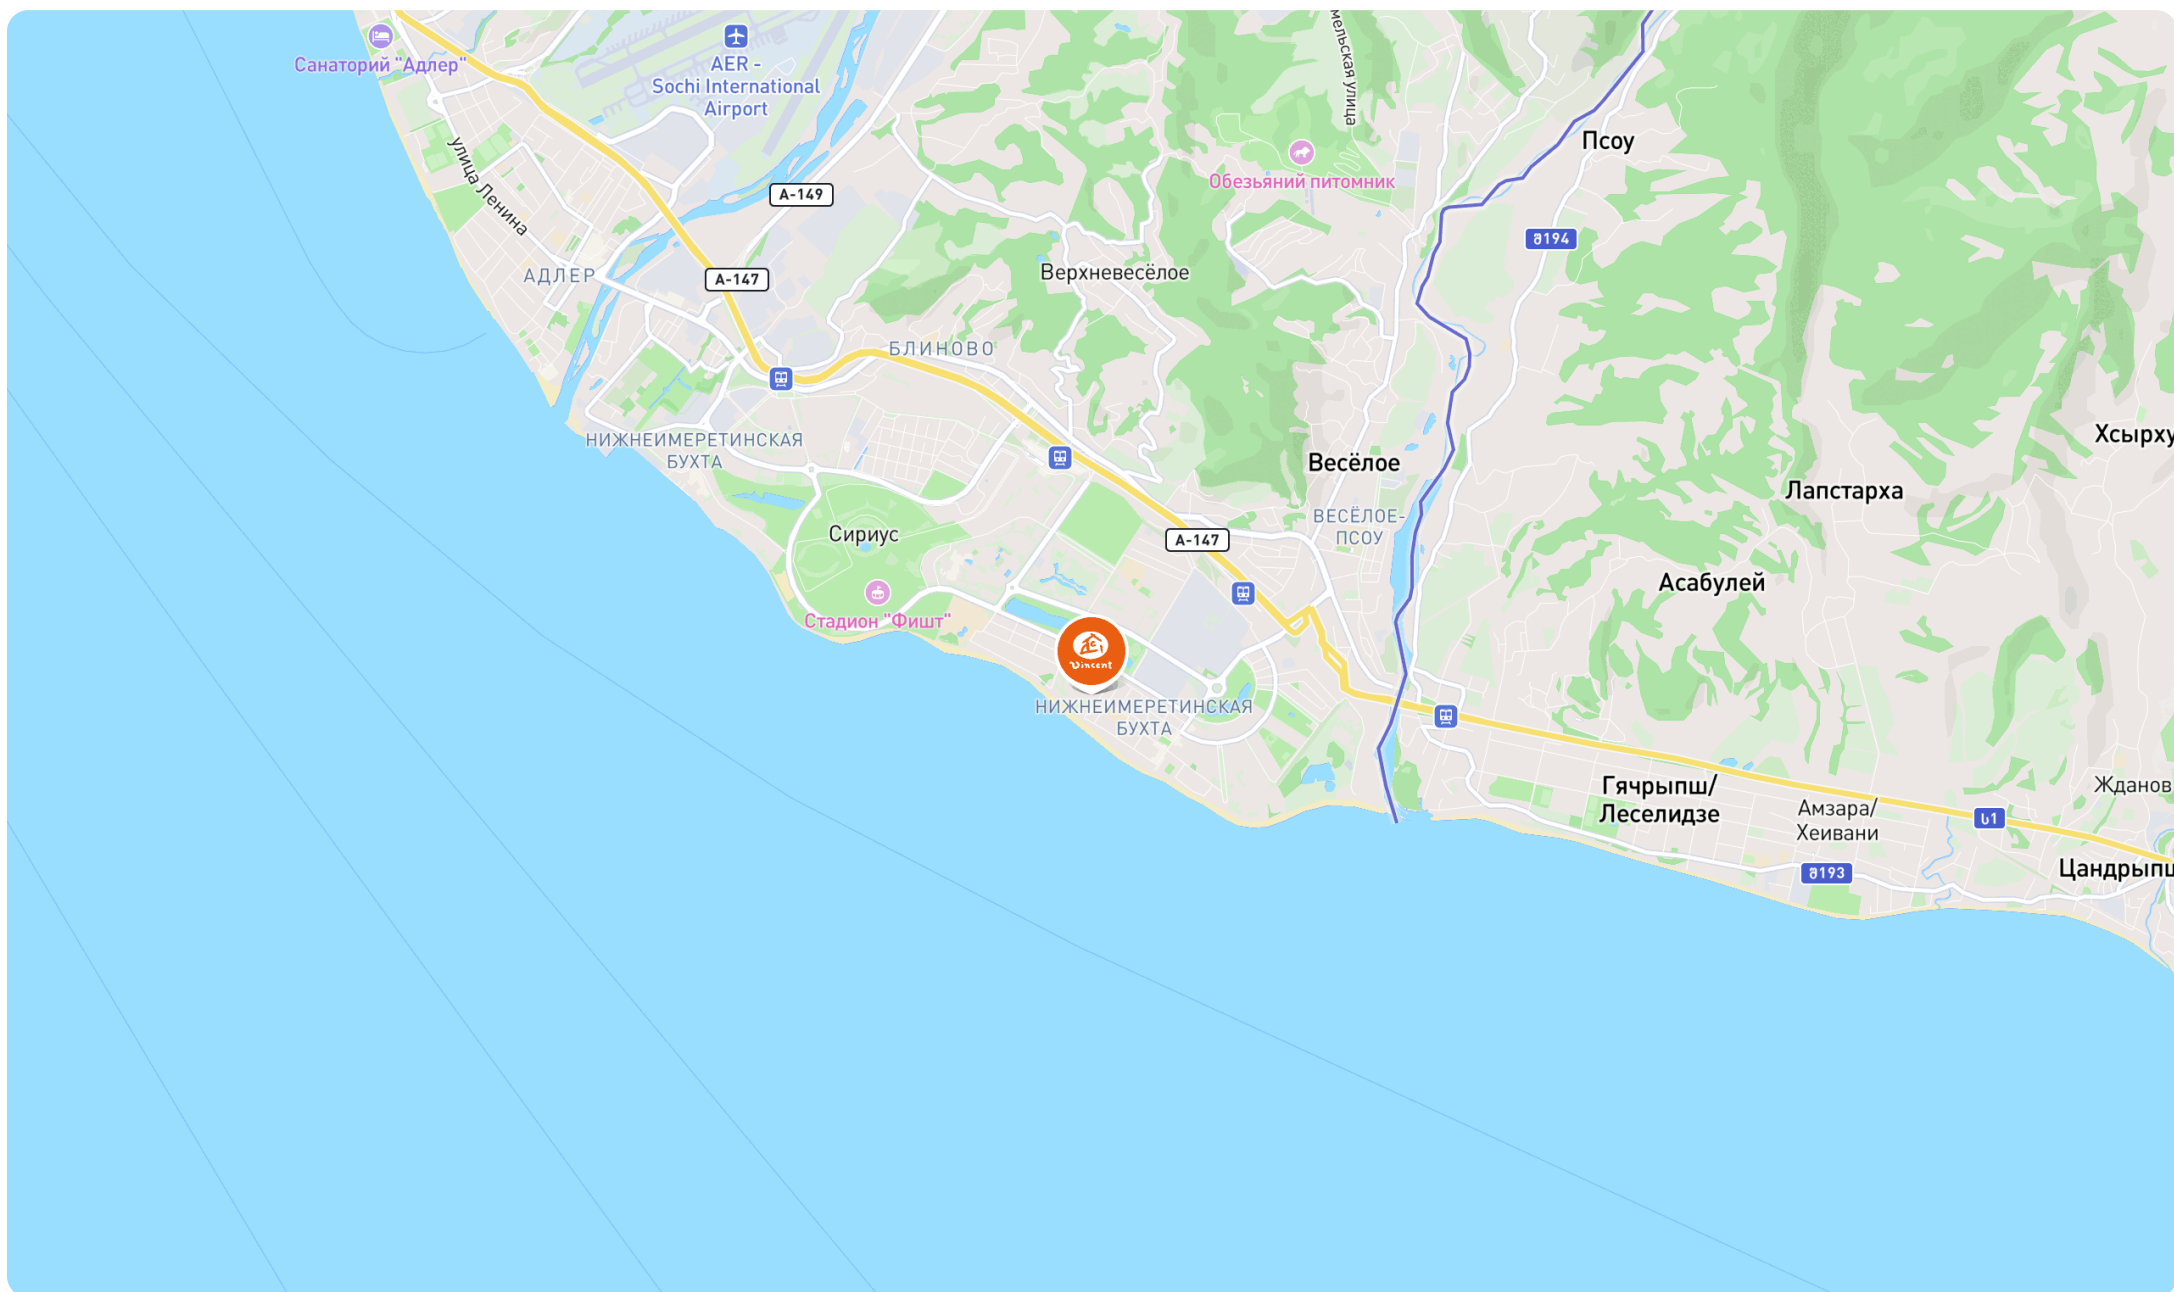 Санаторий "Адлер"
AER -
Sochi International
Airport
мельская улица
Псоу
улица Ленина
A-149
Обезьяний питомник
შ194
АДЛЕР
A-147
Верхневесёлое
БЛИНОВО
НИЖНЕИМЕРЕТИНСКАЯ
БУХТА
Весёлое
Хсырху
Лапстарха
Сириус
ВЕСЁЛОЕ-
ПСОУ
A-147
Асабулей
Стадион "Фишт"
Vincent
НИЖНЕИМЕРЕТИНСКАЯ
БУХТА
Гячрыпш/
Леселидзе
Жданов
Амзара/
Хеивани
ს1
შ193
Цандрыпш